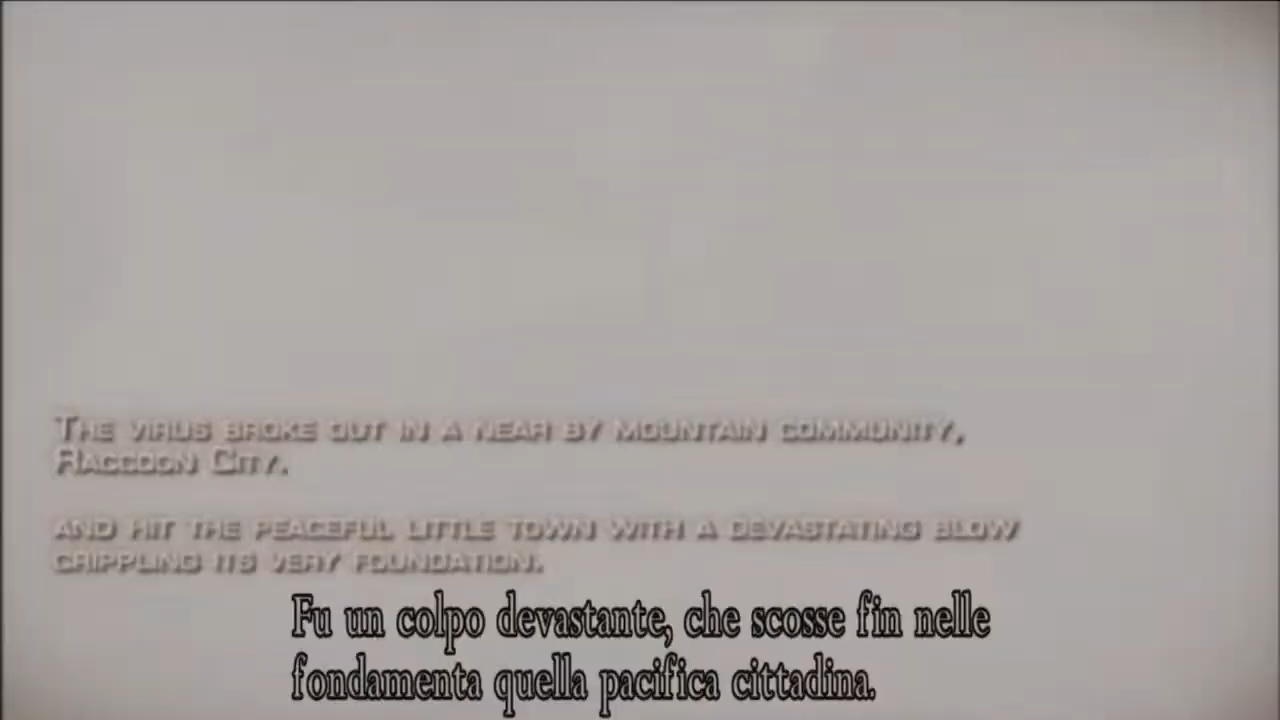 The virus broke out in a near by mountain community,
Raccoon City.
and hit the peaceful little town with a devastating blow
crippling its very foundation.
Fu un colpo devastante, che scosse fin nelle
fondamenta quella pacifica cittadina.